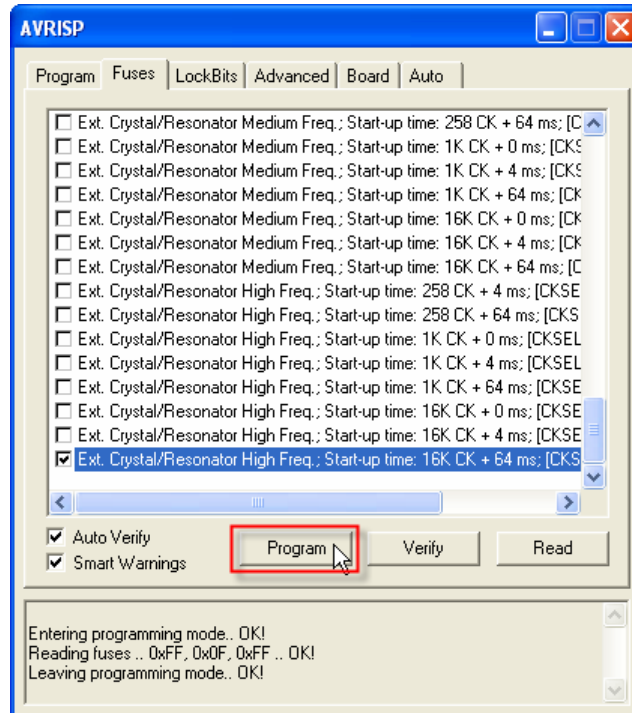 AVRISP
Program Fuses LockBits Advanced Board Auto
Ext. Crystal/Resonator Medium Freq.; Start-up time: 258 CK + 64 ms; [C
Ext. Crystal/Resonator Medium Freq.; Start-up time: 1K CK + 0 ms; [CKS
Ext. Crystal/Resonator Medium Freq.; Start-up time: 1K CK + 4 ms; [CKS
Ext. Crystal/Resonator Medium Freq.; Start-up time: 1K CK + 64 ms; [CK
Ext. Crystal/Resonator Medium Freq.; Start-up time: 16K CK + 0 ms; [CK
Ext. Crystal/Resonator Medium Freq.; Start-up time: 16K CK + 4 ms; [CK
Ext. Crystal/Resonator Medium Freq.; Start-up time: 16K CK + 64 ms; [C
Ext. Crystal/Resonator High Freq.; Start-up time: 258 CK + 4 ms; [CKSE
Ext. Crystal/Resonator High Freq.; Start-up time: 258 CK + 64 ms; [CKS
Ext. Crystal/Resonator High Freq.; Start-up time: 1K CK + 0 ms; [CKSEL
Ext. Crystal/Resonator High Freq.; Start-up time: 1K CK + 4 ms; [CKSEL
Ext. Crystal/Resonator High Freq.; Start-up time: 1K CK + 64 ms; [CKSE
Ext. Crystal/Resonator High Freq.; Start-up time: 16K CK + 0 ms; [CKSE
Ext. Crystal/Resonator High Freq.; Start-up time: 16K CK + 4 ms; [CKSE
Ext. Crystal/Resonator High Freq.; Start-up time: 16K CK + 64 ms; [CKS
Auto Verify
Smart Warnings
Program Verify Read
Entering programming mode.. OK!
Reading fuses .. 0xFF, 0x0F, 0xFF .. OK!
Leaving programming mode.. OK!